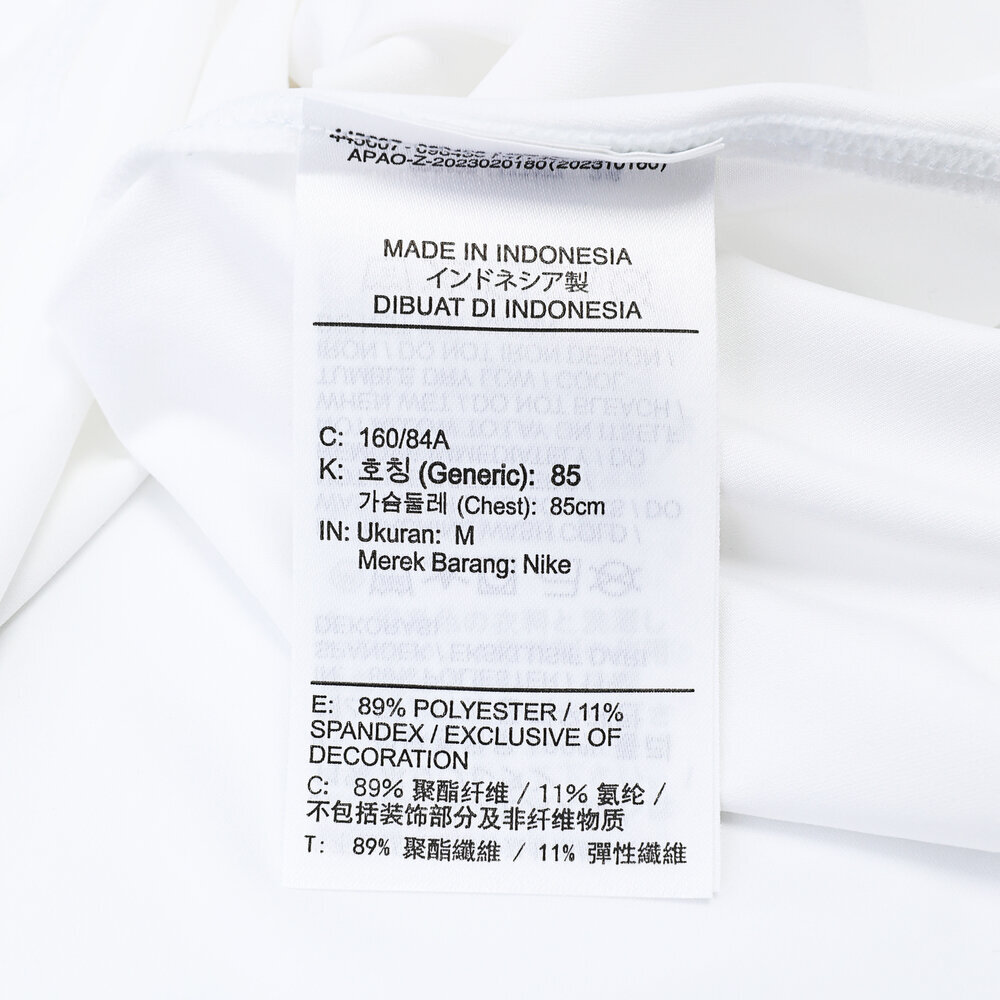 APAO-Z-2023020180(202310160)
MADE IN INDONESIA
インドネシア製
DIBUAT DI INDONESIA
C: 160/84A
K: 호칭 (Generic): 85
가슴둘레 (Chest): 85cm
IN: Ukuran: M
Merek Barang: Nike
E: 89% POLYESTER / 11%
SPANDEX / EXCLUSIVE OF
DECORATION
C: 89% 聚酯纤维 / 11% 氨纶 /
不包括装饰部分及非纤维物质
T: 89% 聚酯纖維 / 11% 彈性纖維